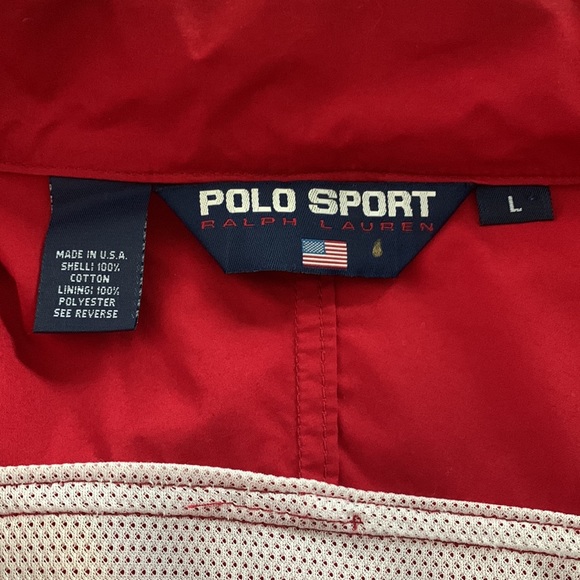 POLO SPORT
RALPH LAUREN
L
MADE IN U.S.A.
SHELL: 100%
COTTON
LINING: 100%
POLYESTER
SEE REVERSE